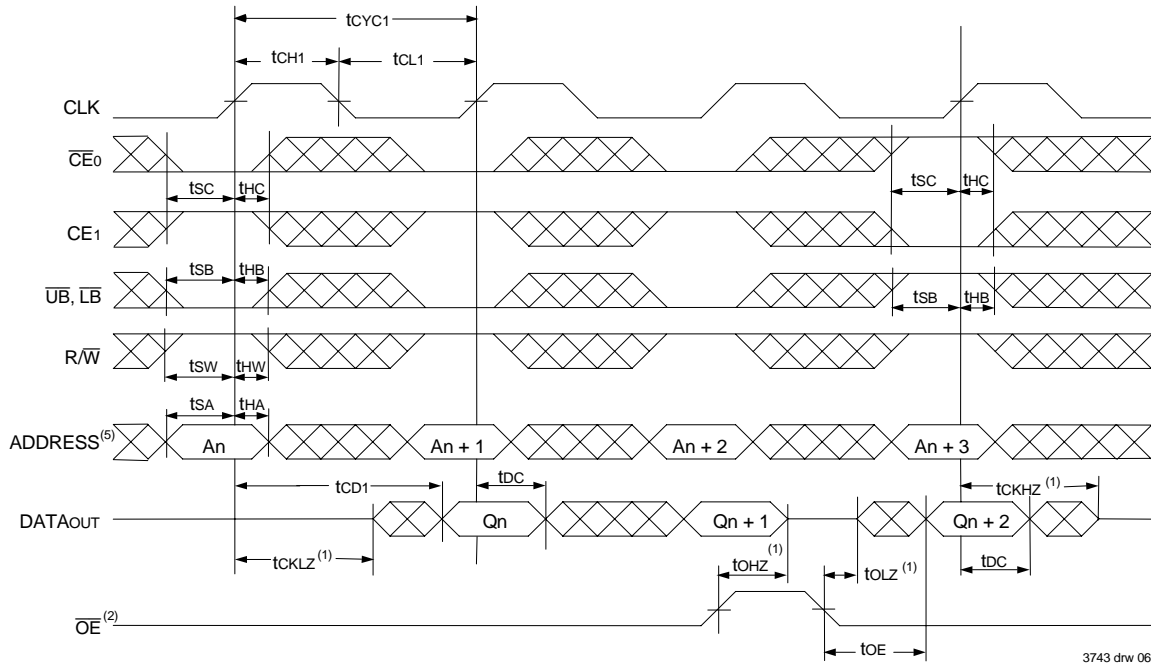 tCYC1
tCH1 tCL1
CLK
CE0
tSC tHC tSC tHC
CE1
tSB tHB
UB, LB
tSB tHB
R/W
tSW tHW
tSA tHA
ADDRESS(5) An An + 1 An + 2 An + 3
tCD1 tDC tCKHZ (1)
DATAOUT Qn Qn + 1 Qn + 2
tCKLZ (1) tOHZ (1) tOLZ (1) tDC
OE (2)
tOE
3743 drw 06